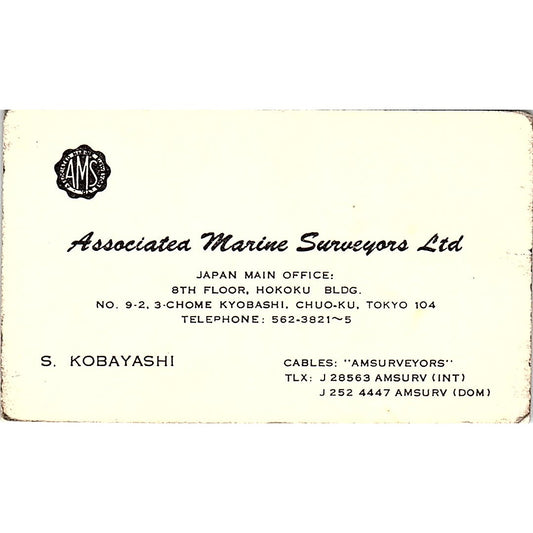 AMS
Associated Marine Surveyors Ltd
JAPAN MAIN OFFICE:
8TH FLOOR, HOKOKU BLDG.
NO. 9-2, 3-CHOME KYOBASHI, CHUO-KU, TOKYO 104
TELEPHONE: 562-3821~5
S. KOBAYASHI
CABLES: "AMSURVEYORS"
TLX: J 28563 AMSURV (INT)
J 252 4447 AMSURV (DOM)